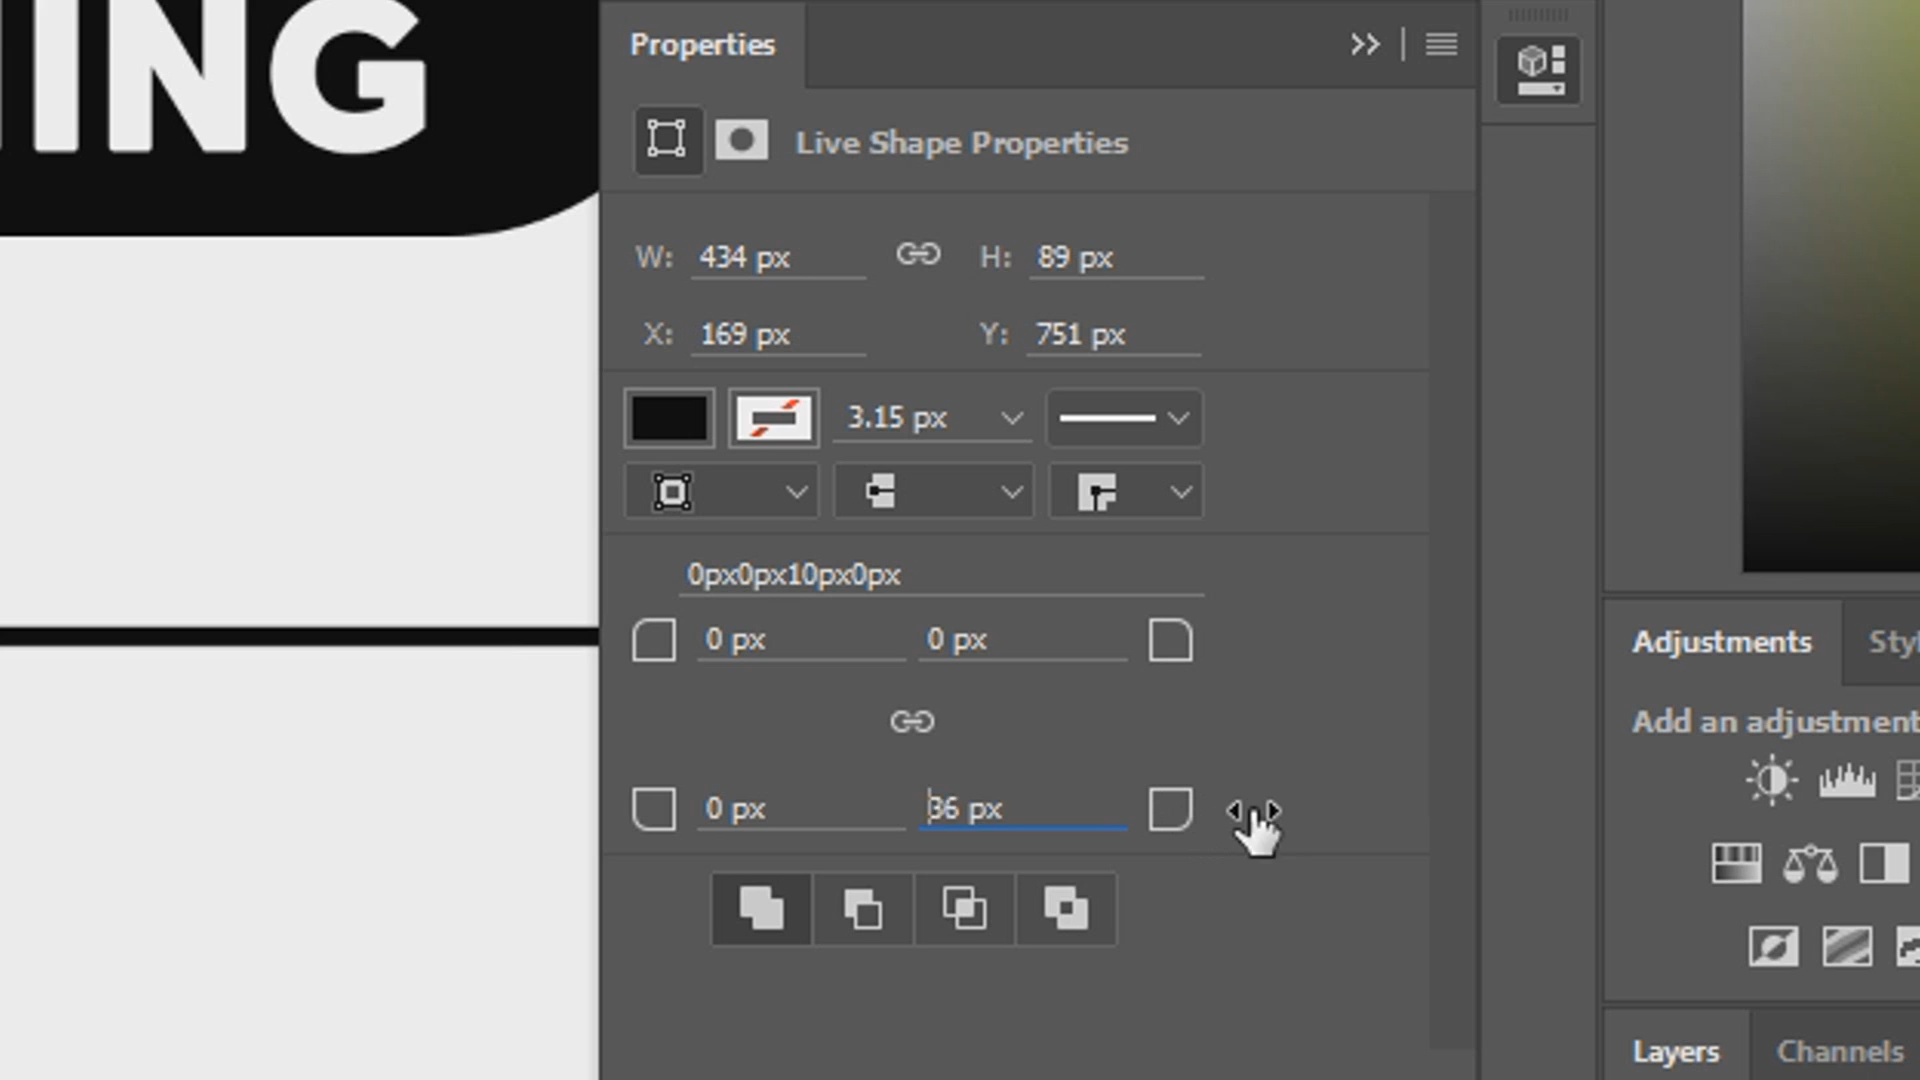 ING
Properties
Live Shape Properties
W: 434 px H: 89 px
X: 169 px Y: 751 px
3.15 px
0px0px10px0px
0 px 0 px
0 px 36 px
Adjustments Styl
Add an adjustment
Layers Channels